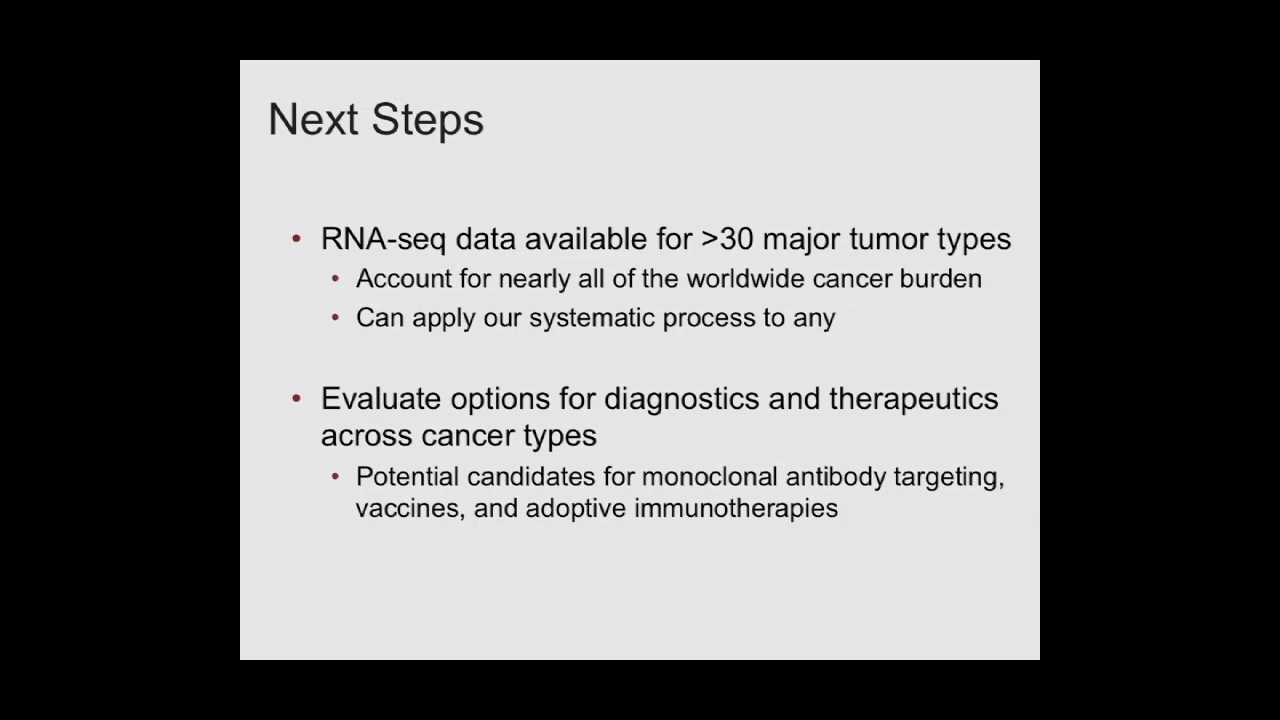 Next Steps
• RNA-seq data available for >30 major tumor types
• Account for nearly all of the worldwide cancer burden
• Can apply our systematic process to any
• Evaluate options for diagnostics and therapeutics
across cancer types
• Potential candidates for monoclonal antibody targeting,
vaccines, and adoptive immunotherapies